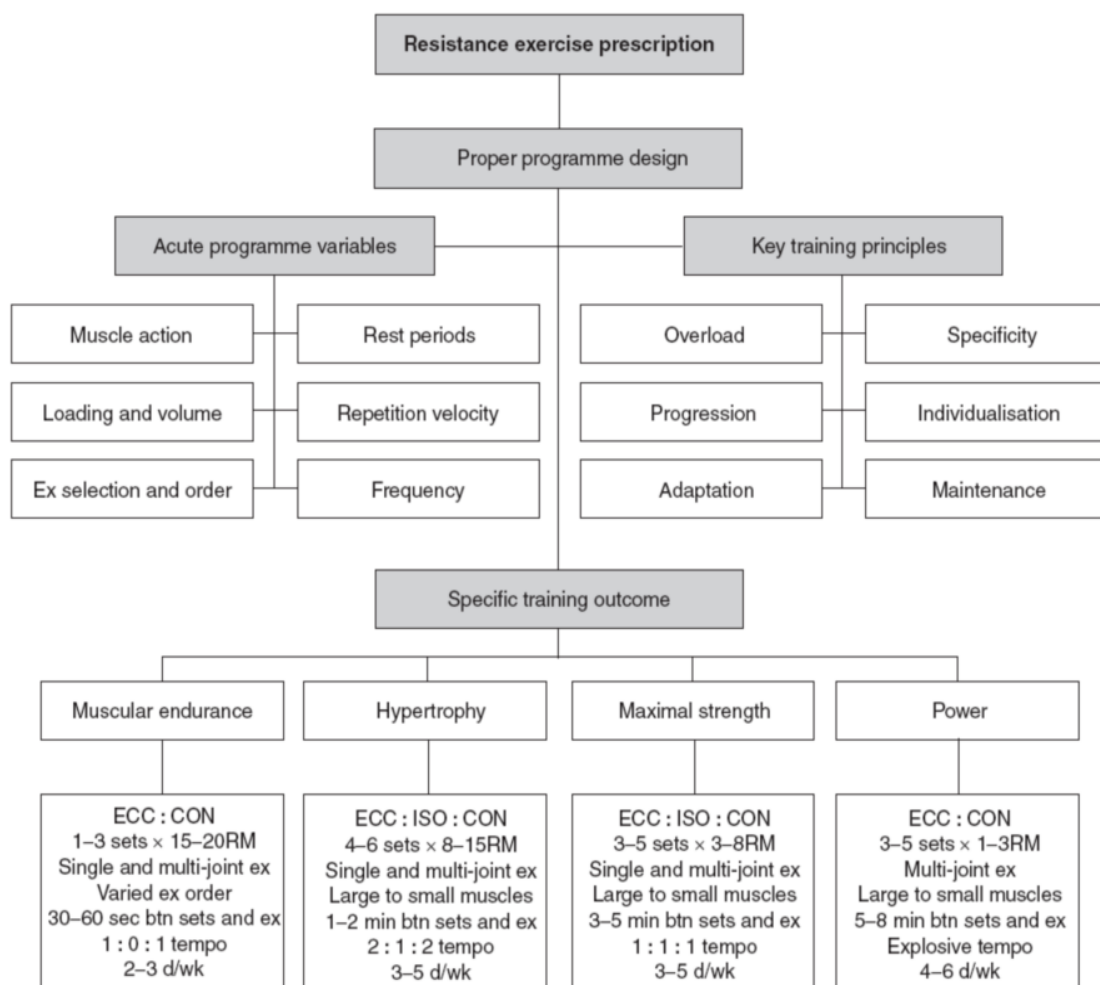 Resistance exercise prescription
Proper programme design
Acute programme variables
Key training principles
Muscle action
Rest periods
Loading and volume
Repetition velocity
Ex selection and order
Frequency
Overload
Specificity
Progression
Individualisation
Adaptation
Maintenance
Specific training outcome
Muscular endurance
ECC : CON
1–3 sets × 15–20RM
Single and multi-joint ex
Varied ex order
30–60 sec btn sets and ex
1 : 0 : 1 tempo
2–3 d/wk
Hypertrophy
ECC : ISO : CON
4–6 sets × 8–15RM
Single and multi-joint ex
Large to small muscles
1–2 min btn sets and ex
2 : 1 : 2 tempo
3–5 d/wk
Maximal strength
ECC : ISO : CON
3–5 sets × 3–8RM
Single and multi-joint ex
Large to small muscles
3–5 min btn sets and ex
1 : 1 : 1 tempo
3–5 d/wk
Power
ECC : CON
3–5 sets × 1–3RM
Multi-joint ex
Large to small muscles
5–8 min btn sets and ex
Explosive tempo
4–6 d/wk